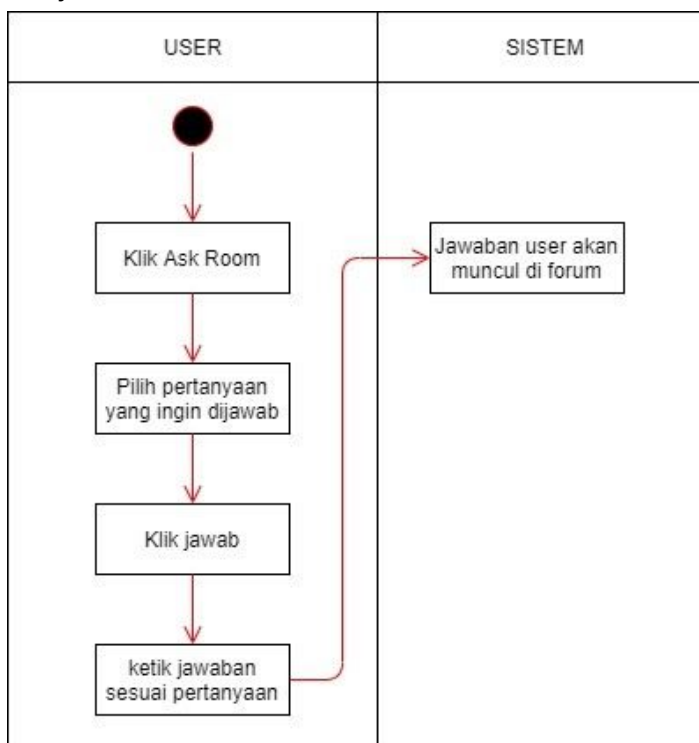 USER
SISTEM
Klik Ask Room
Jawaban user akan
muncul di forum
Pilih pertanyaan
yang ingin dijawab
Klik jawab
ketik jawaban
sesuai pertanyaan